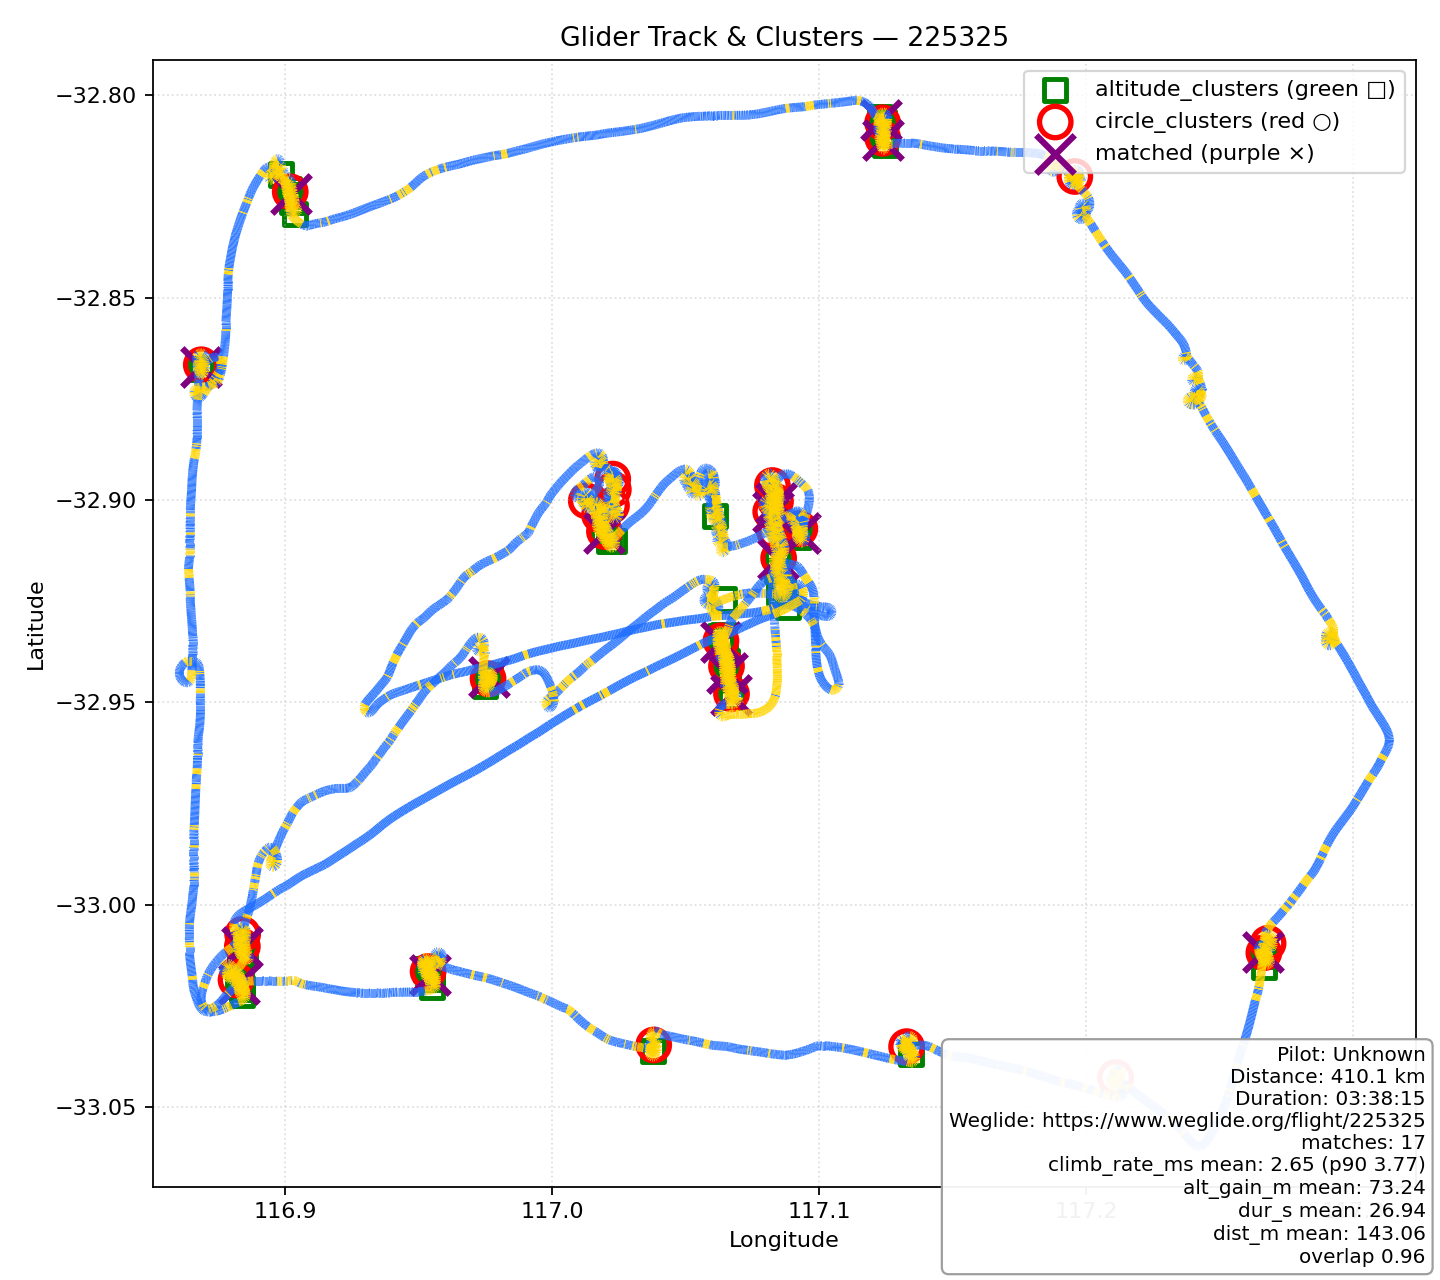 Glider Track & Clusters — 225325
altitude_clusters (green □)
circle_clusters (red ○)
matched (purple ×)
Latitude
−32.80
−32.85
−32.90
−32.95
−33.00
−33.05
116.9
117.0
117.1
117.2
Longitude
Pilot: Unknown
Distance: 410.1 km
Duration: 03:38:15
Weglide: https://www.weglide.org/flight/225325
matches: 17
climb_rate_ms mean: 2.65 (p90 3.77)
alt_gain_m mean: 73.24
dur_s mean: 26.94
dist_m mean: 143.06
overlap 0.96